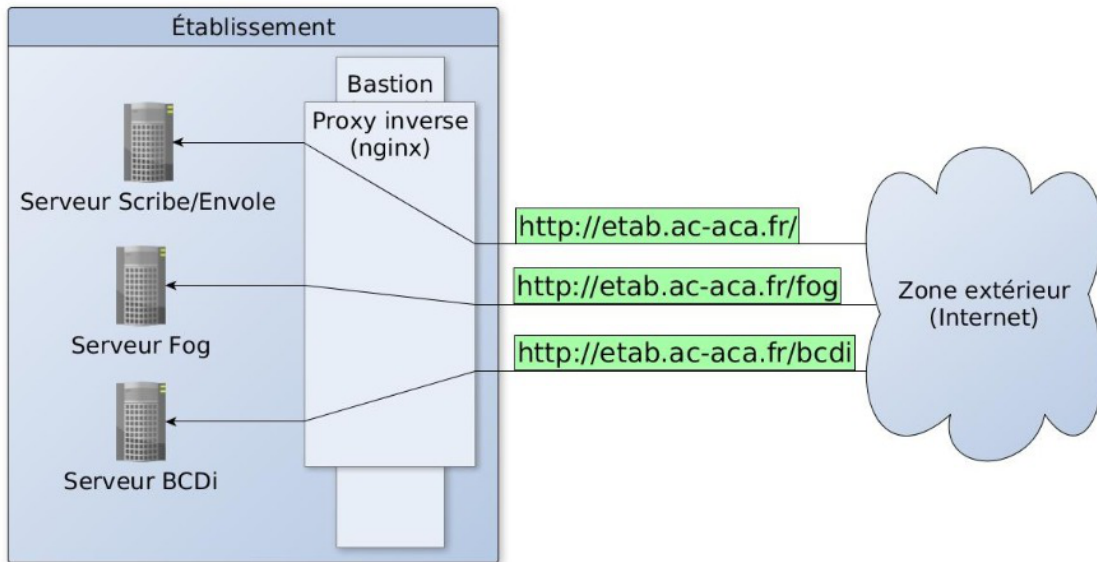 Établissement
Bastion
Proxy inverse
(nginx)
Serveur Scribe/Envole
http://etab.ac-aca.fr/
http://etab.ac-aca.fr/fog
Zone extérieur
(Internet)
Serveur Fog
http://etab.ac-aca.fr/bcdi
Serveur BCDi